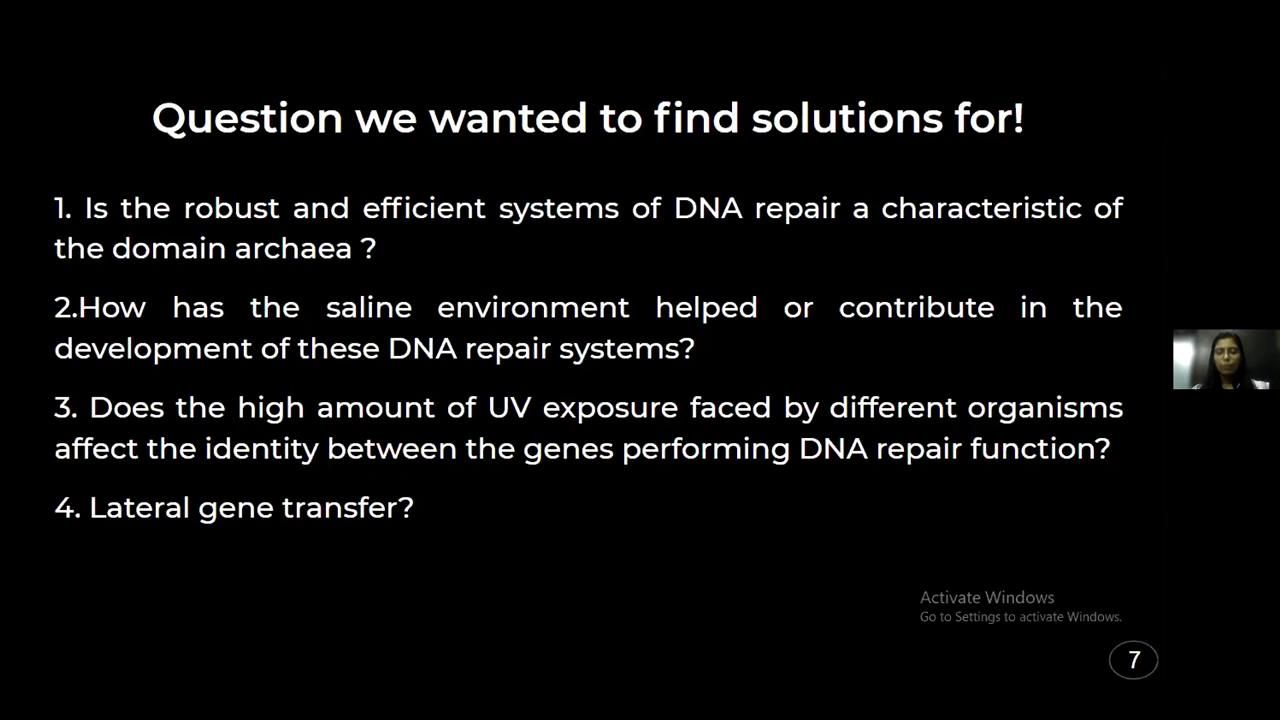 Question we wanted to find solutions for!
1. Is the robust and efficient systems of DNA repair a characteristic of
the domain archaea ?
2.How has the saline environment helped or contribute in the
development of these DNA repair systems?
3. Does the high amount of UV exposure faced by different organisms
affect the identity between the genes performing DNA repair function?
4. Lateral gene transfer?
Activate Windows
Go to Settings to activate Windows.
7